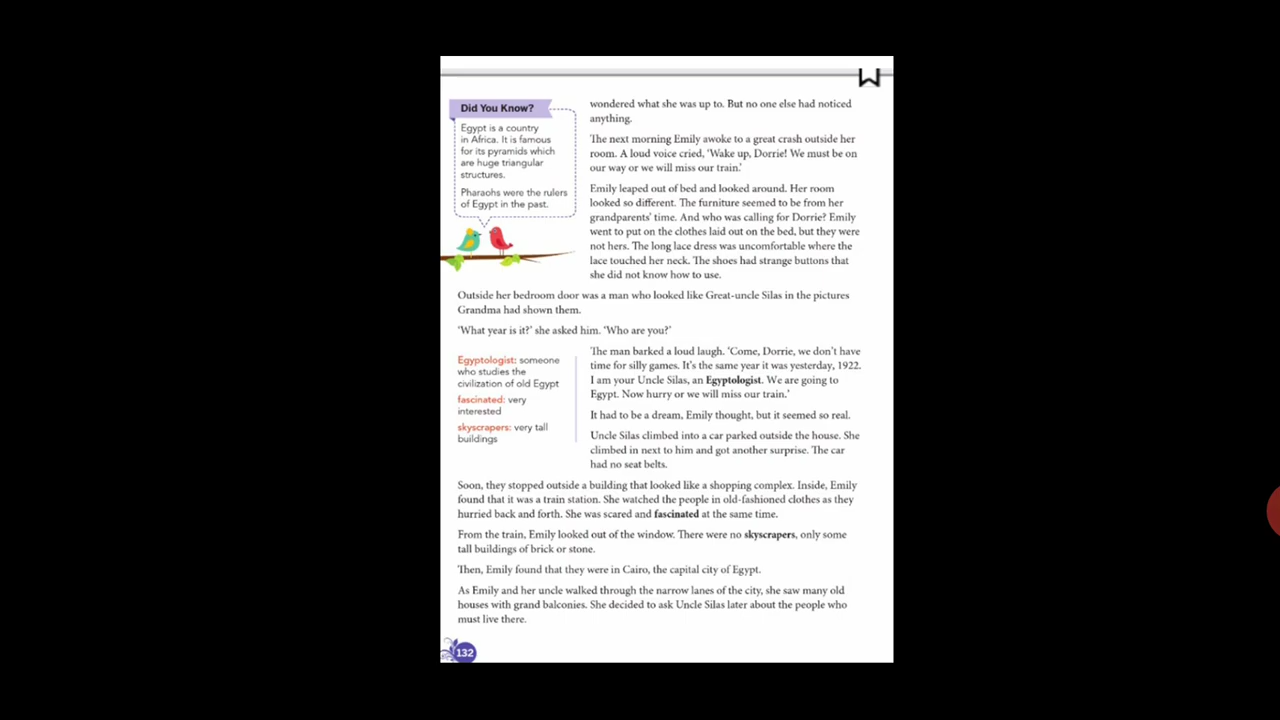 Did You Know?
Egypt is a country
in Africa. It is famous
for its pyramids which
are huge triangular
structures.
Pharaohs were the rulers
of Egypt in the past.
wondered what she was up to. But no one else had noticed
anything.
The next morning Emily awoke to a great crash outside her
room. A loud voice cried, ‘Wake up, Dorrie! We must be on
our way or we will miss our train.’
Emily leaped out of bed and looked around. Her room
looked so different. The furniture seemed to be from her
grandparents’ time. And who was calling for Dorrie? Emily
went to put on the clothes laid out on the bed, but they were
not hers. The long lace dress was uncomfortable where the
lace touched her neck. The shoes had strange buttons that
she did not know how to use.
Outside her bedroom door was a man who looked like Great-uncle Silas in the pictures
Grandma had shown them.
‘What year is it?’ she asked him. ‘Who are you?’
Egyptologist: someone
who studies the
civilization of old Egypt
fascinated: very
interested
skyscrapers: very tall
buildings
The man barked a loud laugh. ‘Come, Dorrie, we don’t have
time for silly games. It’s the same year it was yesterday, 1922.
I am your Uncle Silas, an Egyptologist. We are going to
Egypt. Now hurry or we will miss our train.’
It had to be a dream, Emily thought, but it seemed so real.
Uncle Silas climbed into a car parked outside the house. She
climbed in next to him and got another surprise. The car
had no seat belts.
Soon, they stopped outside a building that looked like a shopping complex. Inside, Emily
found that it was a train station. She watched the people in old-fashioned clothes as they
hurried back and forth. She was scared and fascinated at the same time.
From the train, Emily looked out of the window. There were no skyscrapers, only some
tall buildings of brick or stone.
Then, Emily found that they were in Cairo, the capital city of Egypt.
As Emily and her uncle walked through the narrow lanes of the city, she saw many old
houses with grand balconies. She decided to ask Uncle Silas later about the people who
must live there.
132